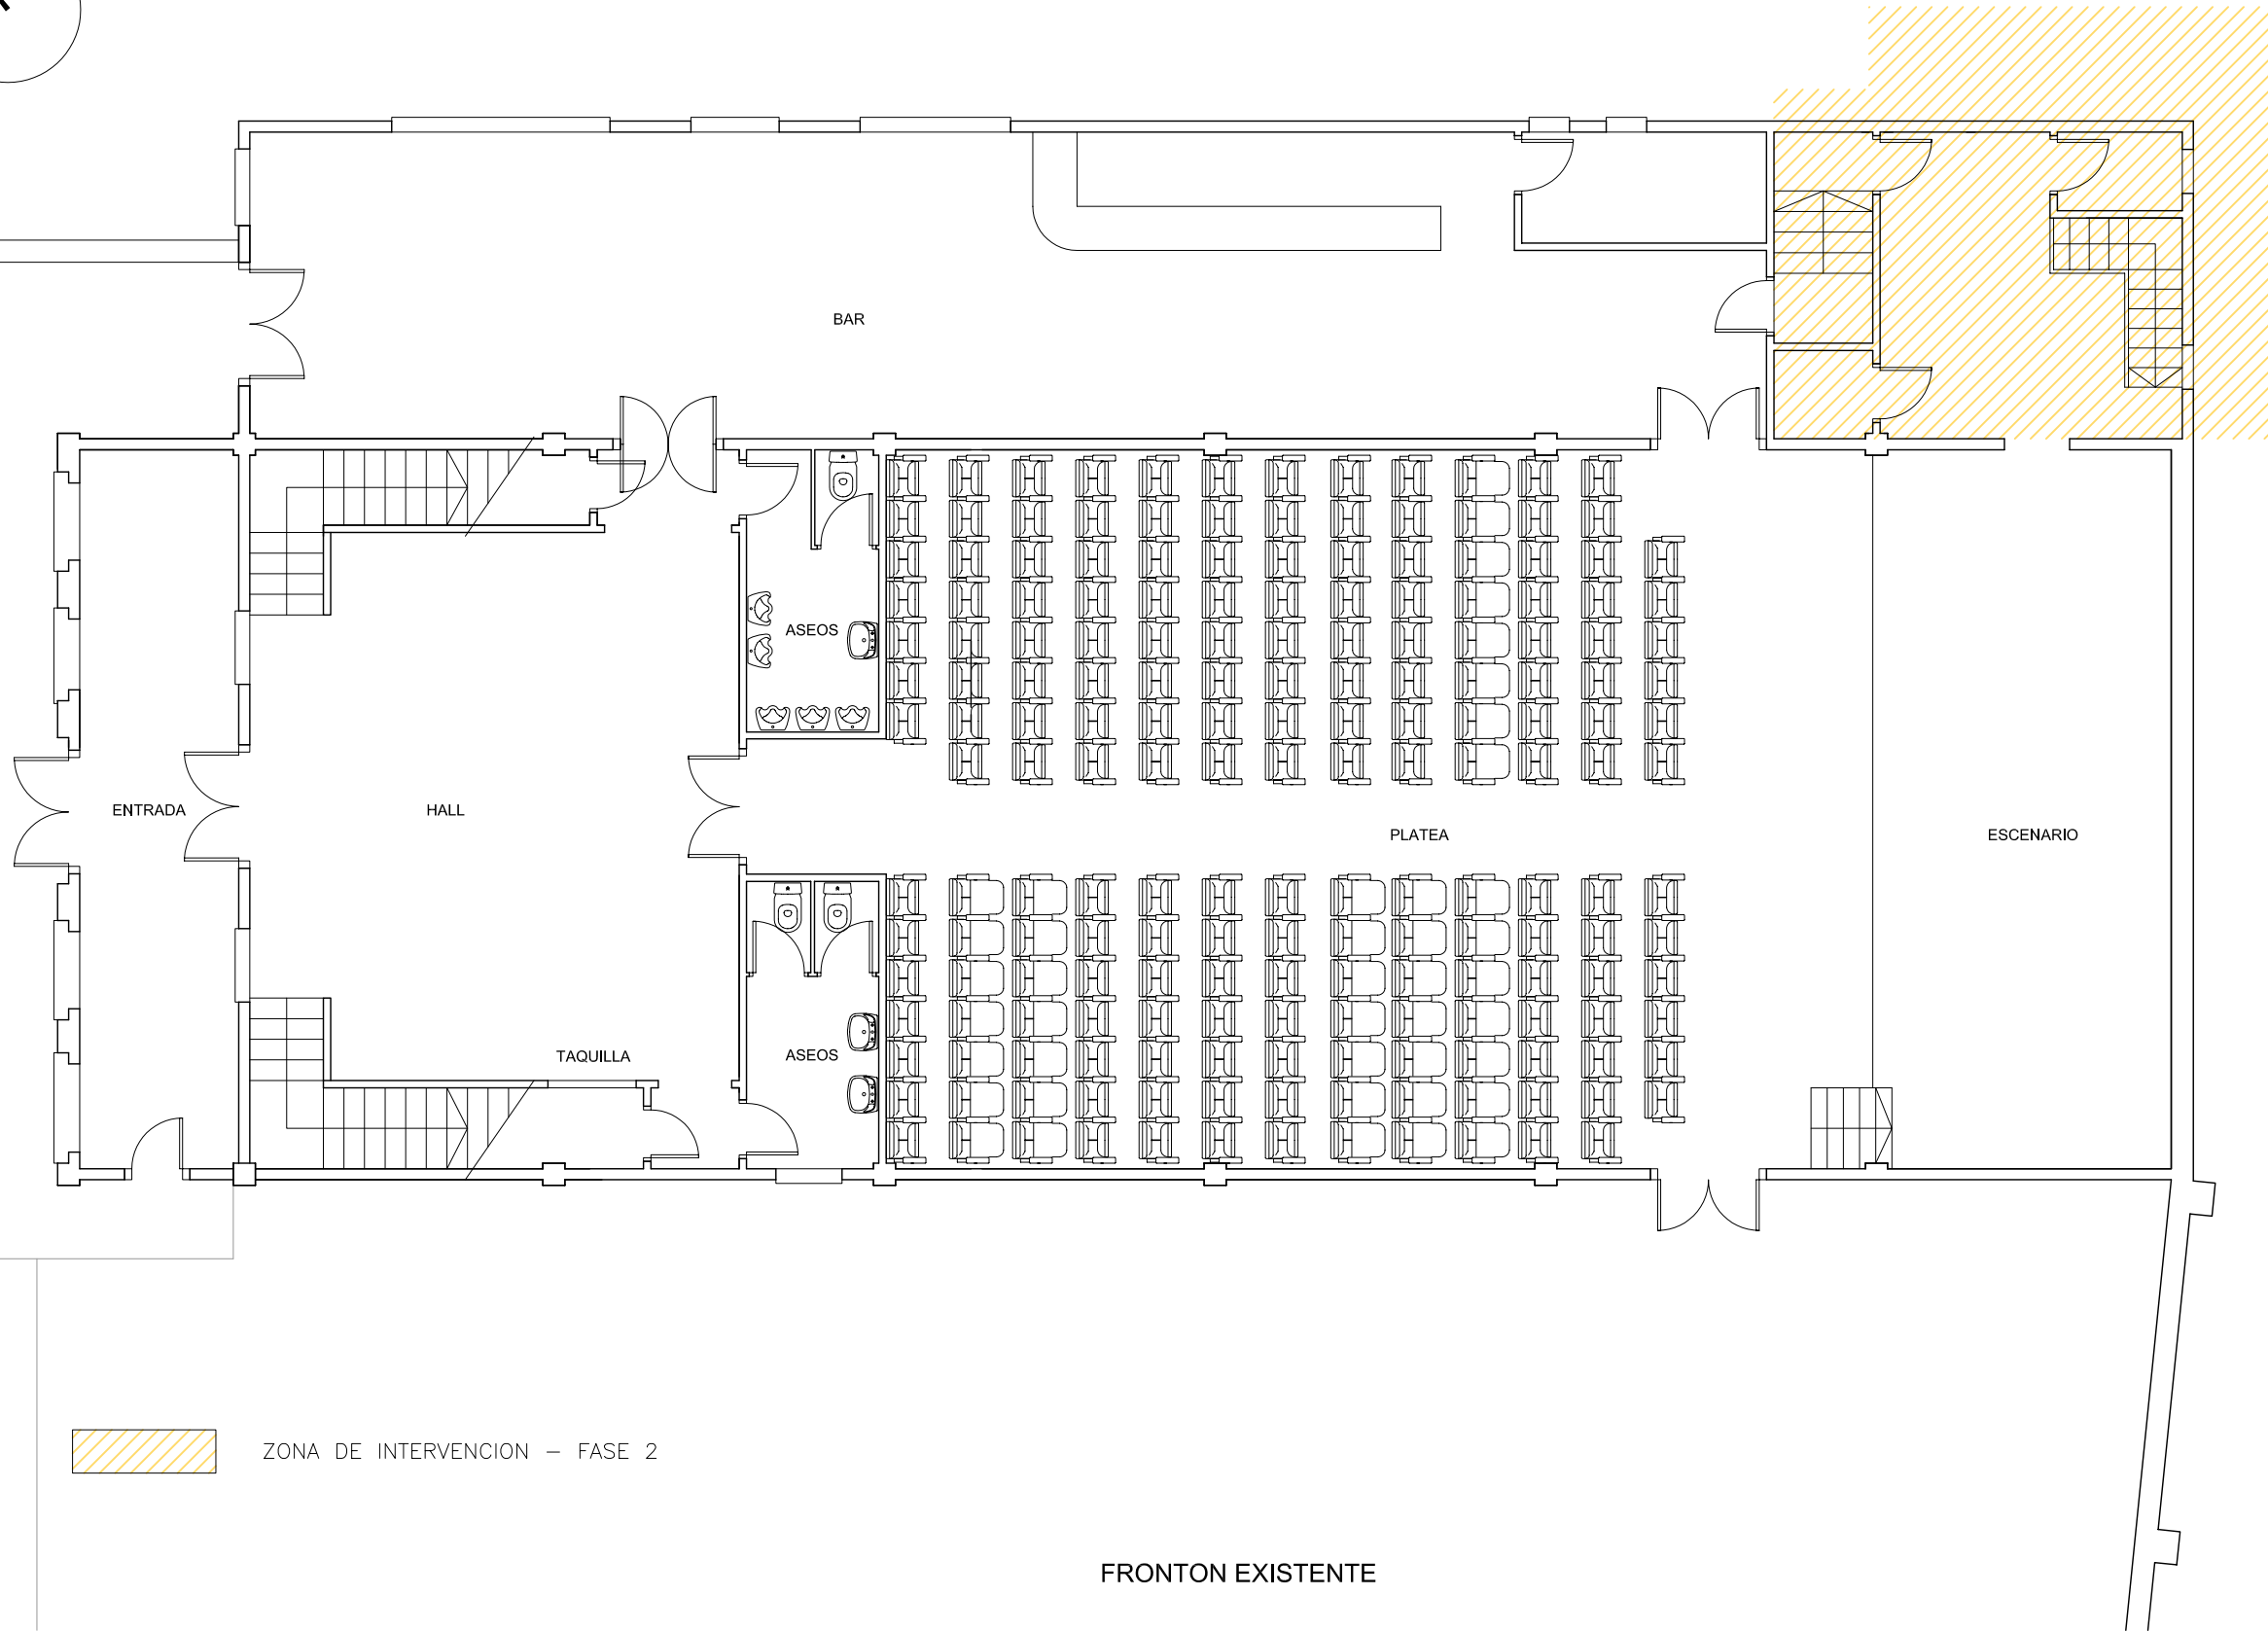 BAR
ASEOS
ENTRADA
HALL
PLATEA
ESCENARIO
TAQUILLA
ASEOS
ZONA DE INTERVENCION – FASE 2
FRONTON EXISTENTE